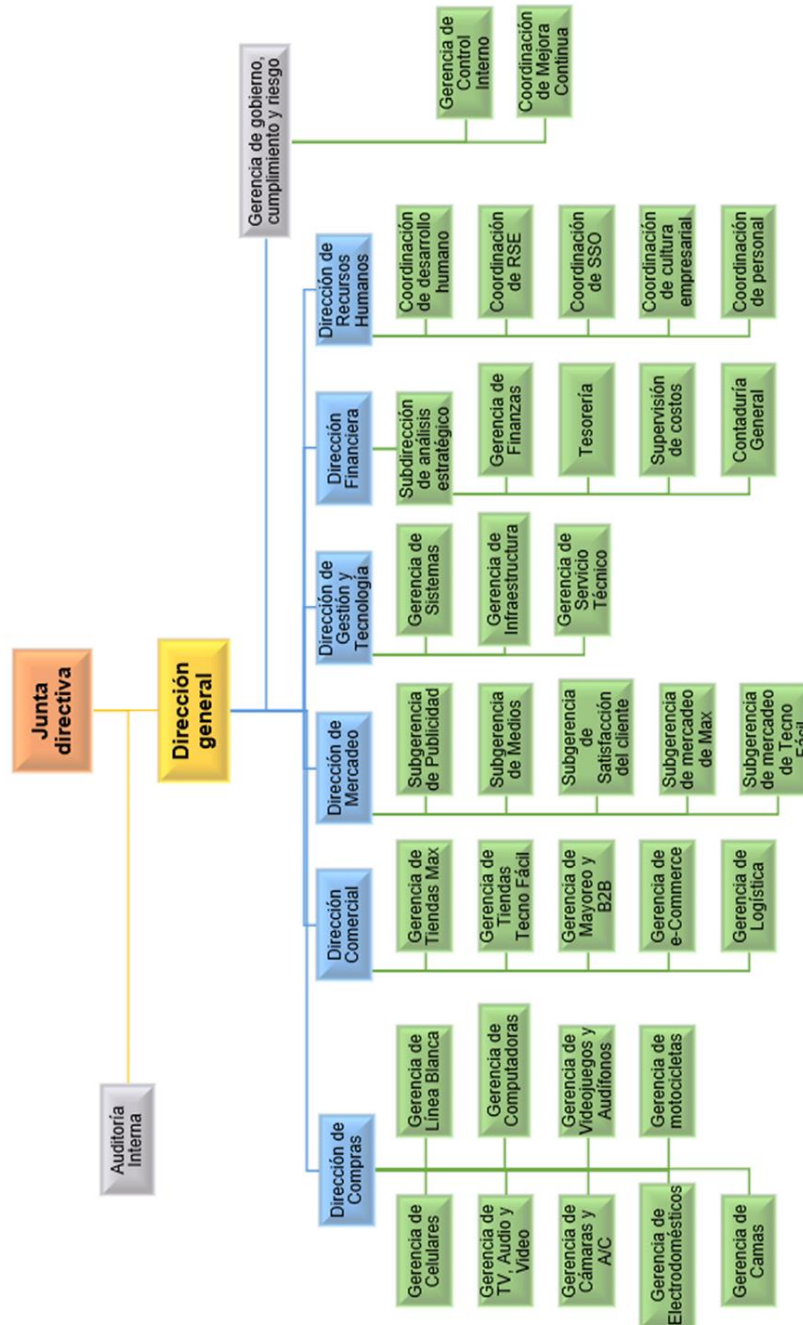 Junta
directiva
Auditoría
Interna
Dirección
general
Gerencia de gobierno,
cumplimiento y riesgo
Gerencia de
Control
Interno
Coordinación
de Mejora
Continua
Dirección de
Compras
Gerencia de
Celulares
Gerencia de
Línea Blanca
Gerencia de
TV, Audio y
Video
Gerencia de
Computadoras
Gerencia de
Cámaras y
A/C
Gerencia de
Videojuegos y
Audífonos
Gerencia de
Electrodomésticos
Gerencia de
motocicletas
Gerencia de
Camas
Dirección
Comercial
Gerencia de
Tiendas Max
Gerencia de
Tiendas
Tecno Fácil
Gerencia de
Mayoreo y
B2B
Gerencia de
e-Commerce
Gerencia de
Logística
Dirección de
Mercadeo
Subgerencia
de Publicidad
Subgerencia
de Medios
Subgerencia
de
Satisfacción
del cliente
Subgerencia
de mercadeo
de Max
Subgerencia
de mercadeo
de Tecno
Fácil
Dirección de
Gestión y
Tecnología
Gerencia de
Sistemas
Gerencia de
Infraestructura
Gerencia de
Servicio
Técnico
Dirección
Financiera
Subdirección
de análisis
estratégico
Gerencia de
Finanzas
Tesorería
Supervisión
de costos
Contaduría
General
Dirección de
Recursos
Humanos
Coordinación
de desarrollo
humano
Coordinación
de RSE
Coordinación
de SSO
Coordinación
de cultura
empresarial
Coordinación
de personal